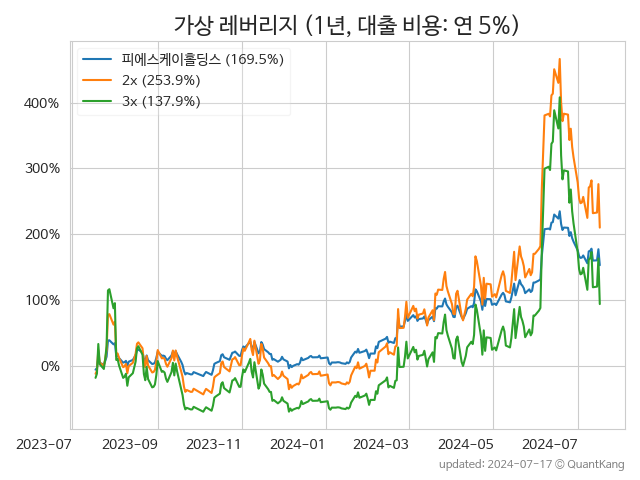 가상 레버리지 (1년, 대출 비용: 연 5%)
피에스케이홀딩스 (169.5%)
2x (253.9%)
3x (137.9%)
400%
300%
200%
100%
0%
2023-07 2023-09 2023-11 2024-01 2024-03 2024-05 2024-07
updated: 2024-07-17 © QuantKang